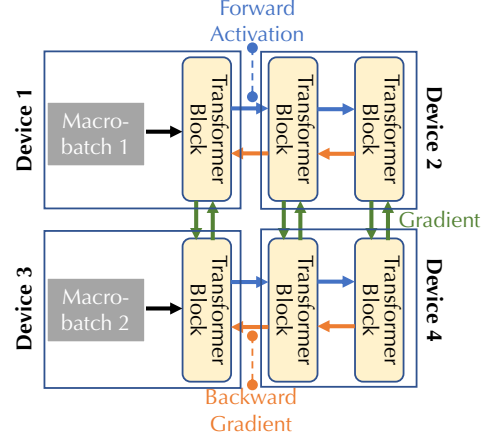 Forward
Activation
Device 1
Macro-
batch 1
Transformer
Block
Transformer
Block
Transformer
Block
Device 2
Gradient
Device 3
Macro-
batch 2
Transformer
Block
Transformer
Block
Transformer
Block
Device 4
Backward
Gradient